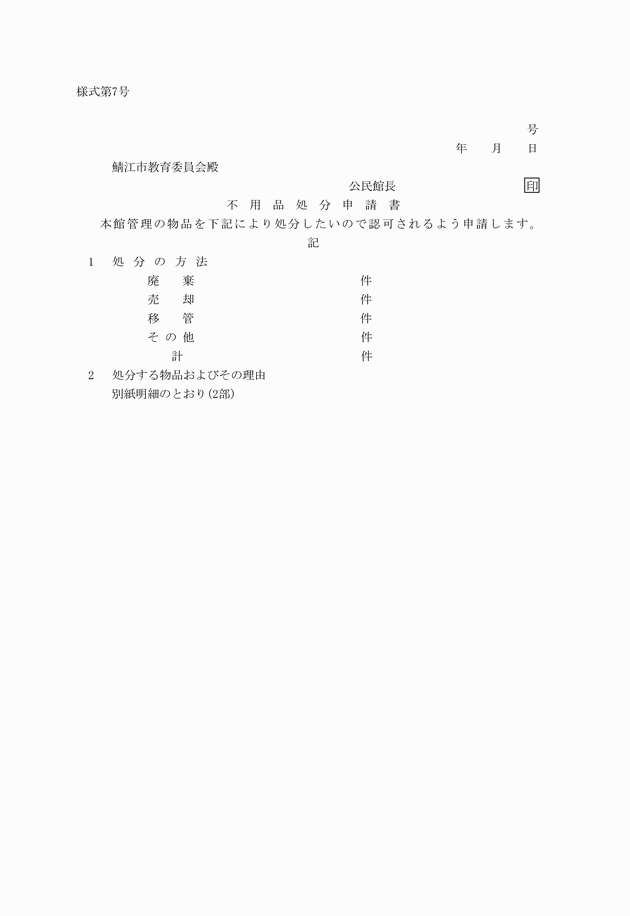 様式第7号
号
年　　月　　日
鯖江市教育委員会殿
公民館長　　　　　　　　　　　印
不用品処分申請書
本館管理の物品を下記により処分したいので認可されるよう申請します。
記
1　処分の方法
廃　棄　　　　　　　　　　　　件
売　却　　　　　　　　　　　　件
移　管　　　　　　　　　　　　件
その他　　　　　　　　　　　　件
計　　　　　　　　　　　　件
2　処分する物品およびその理由
別紙明細のとおり(2部)